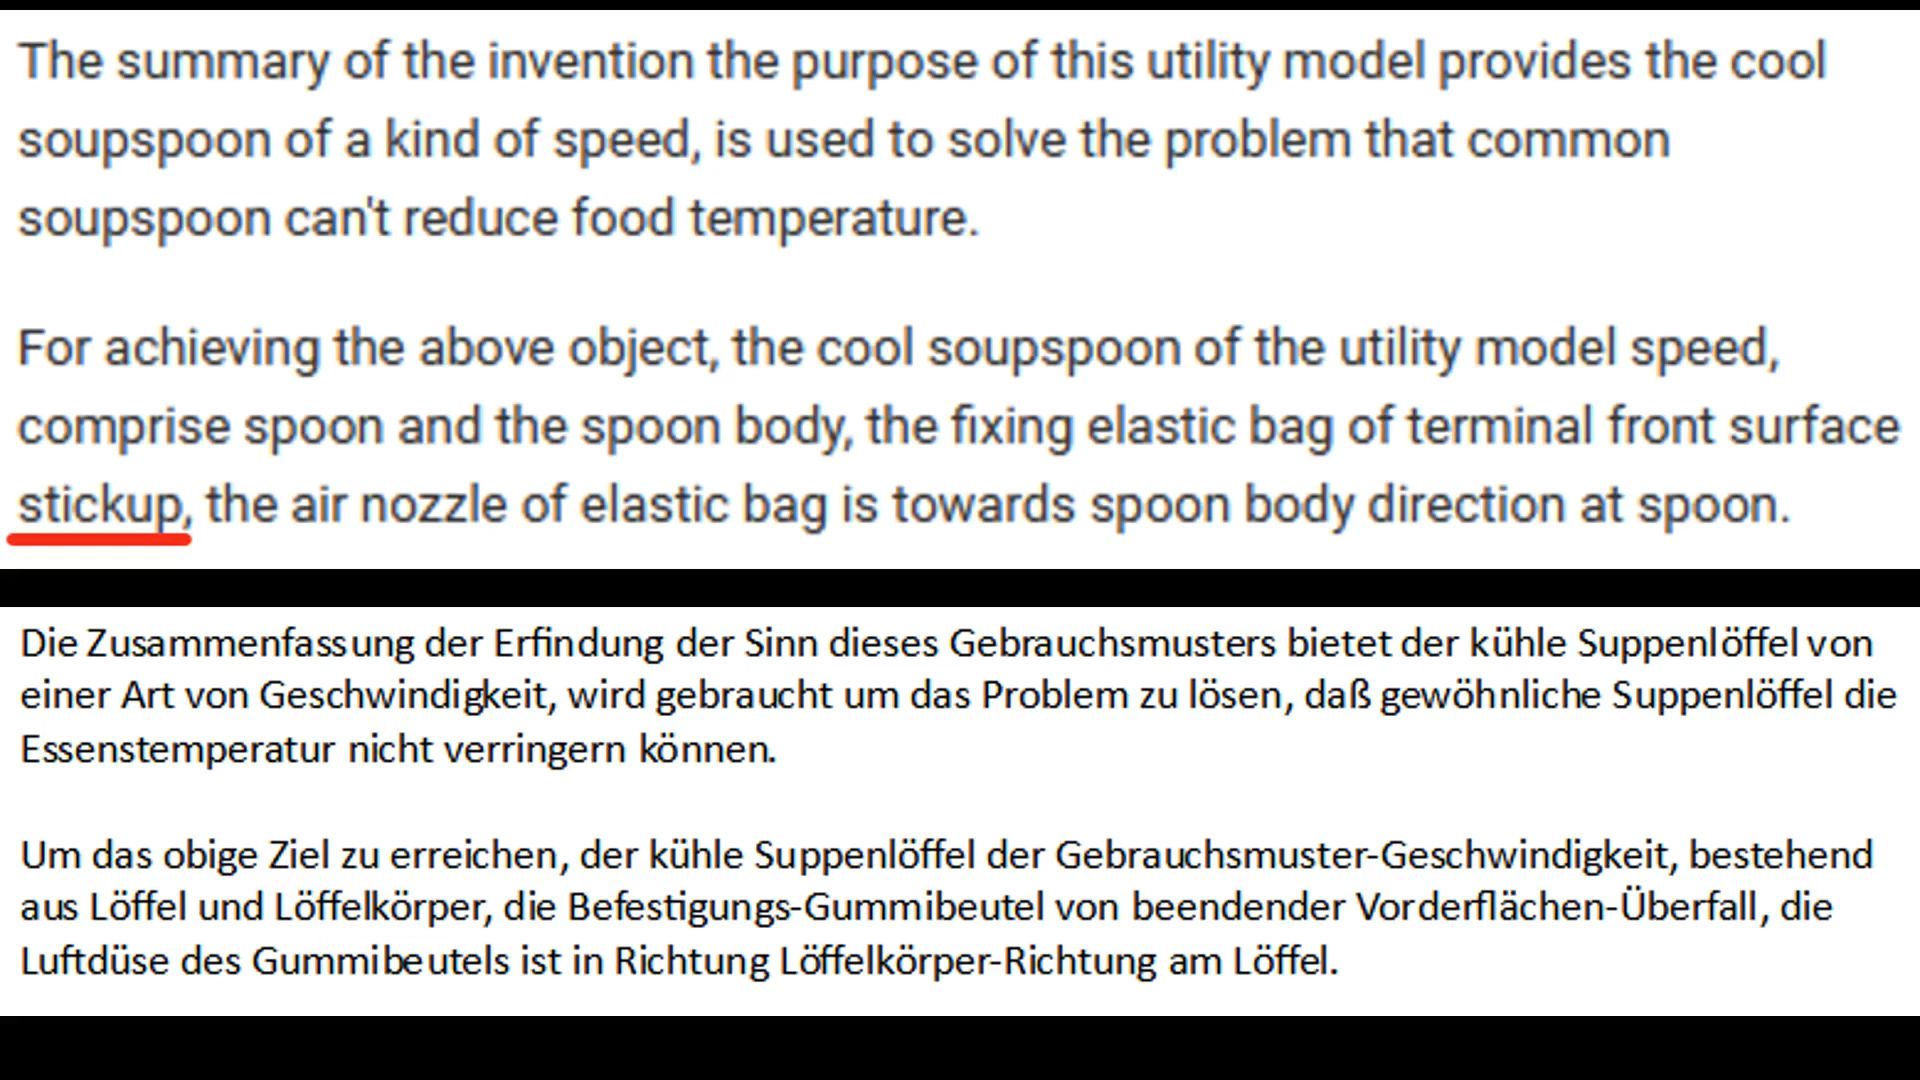 The summary of the invention the purpose of this utility model provides the cool
soupspoon of a kind of speed, is used to solve the problem that common
soupspoon can't reduce food temperature.
For achieving the above object, the cool soupspoon of the utility model speed,
comprise spoon and the spoon body, the fixing elastic bag of terminal front surface
stickup, the air nozzle of elastic bag is towards spoon body direction at spoon.
Die Zusammenfassung der Erfindung der Sinn dieses Gebrauchsmusters bietet der kühle Suppenlöffel von
einer Art von Geschwindigkeit, wird gebraucht um das Problem zu lösen, daß gewöhnliche Suppenlöffel die
Essenstemperatur nicht verringern können.
Um das obige Ziel zu erreichen, der kühle Suppenlöffel der Gebrauchsmuster-Geschwindigkeit, bestehend
aus Löffel und Löffelkörper, die Befestigungs-Gummibeutel von beendender Vorderflächen-Überfall, die
Luftdüse des Gummibeutels ist in Richtung Löffelkörper-Richtung am Löffel.